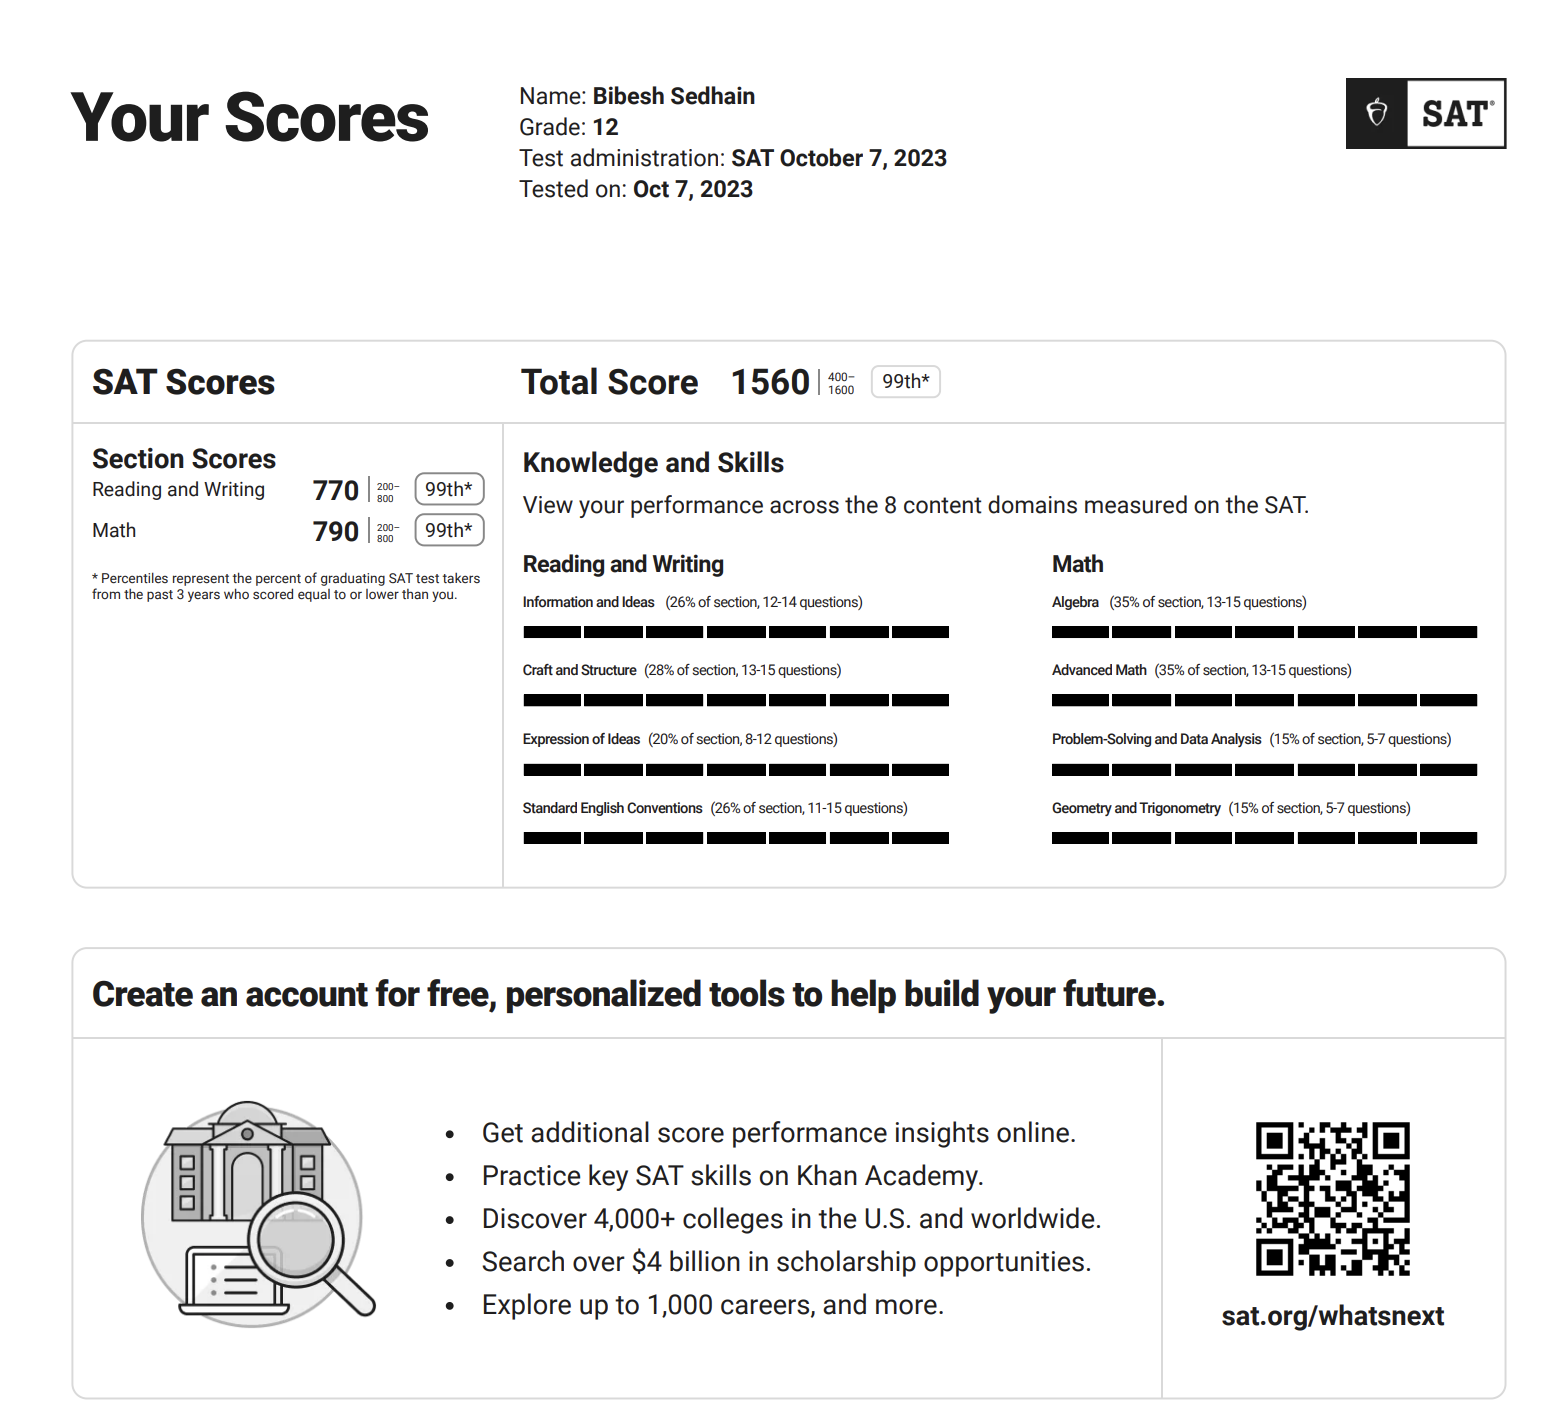 Your Scores
Name: Bibesh Sedhain
Grade: 12
Test administration: SAT October 7, 2023
Tested on: Oct 7, 2023
SAT®
SAT Scores
Total Score 1560 400–1600 99th*
Section Scores
Reading and Writing 770 200–800 99th*
Math 790 200–800 99th*
* Percentiles represent the percent of graduating SAT test takers
from the past 3 years who scored equal to or lower than you.
Knowledge and Skills
View your performance across the 8 content domains measured on the SAT.
Reading and Writing
Information and Ideas (26% of section, 12-14 questions)
Craft and Structure (28% of section, 13-15 questions)
Expression of Ideas (20% of section, 8-12 questions)
Standard English Conventions (26% of section, 11-15 questions)
Math
Algebra (35% of section, 13-15 questions)
Advanced Math (35% of section, 13-15 questions)
Problem-Solving and Data Analysis (15% of section, 5-7 questions)
Geometry and Trigonometry (15% of section, 5-7 questions)
Create an account for free, personalized tools to help build your future.
• Get additional score performance insights online.
• Practice key SAT skills on Khan Academy.
• Discover 4,000+ colleges in the U.S. and worldwide.
• Search over $4 billion in scholarship opportunities.
• Explore up to 1,000 careers, and more.
sat.org/whatsnext